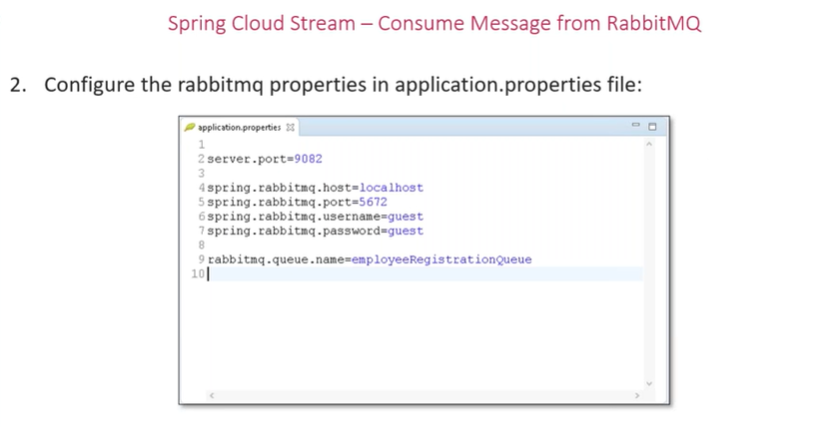 Spring Cloud Stream – Consume Message from RabbitMQ
2. Configure the rabbitmq properties in application.properties file:
application.properties
1
2 server.port=9082
3
4 spring.rabbitmq.host=localhost
5 spring.rabbitmq.port=5672
6 spring.rabbitmq.username=guest
7 spring.rabbitmq.password=guest
8
9 rabbitmq.queue.name=employeeRegistrationQueue
10